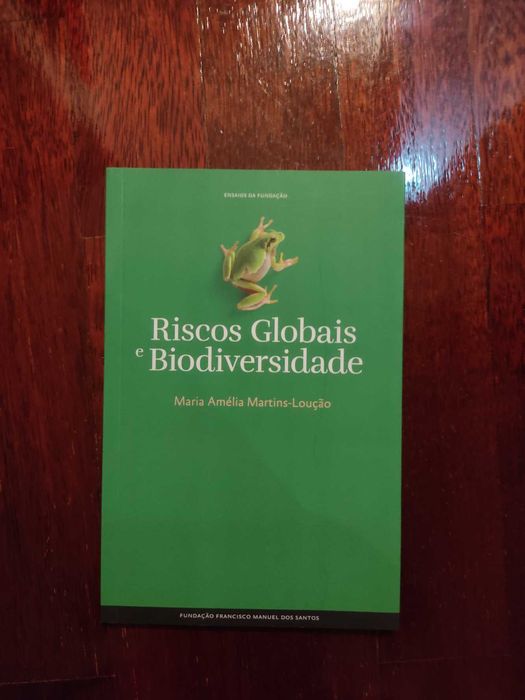 ENSAIOS DA FUNDAÇÃO
Riscos Globais
e Biodiversidade
Maria Amélia Martins-Loução
FUNDAÇÃO FRANCISCO MANUEL DOS SANTOS